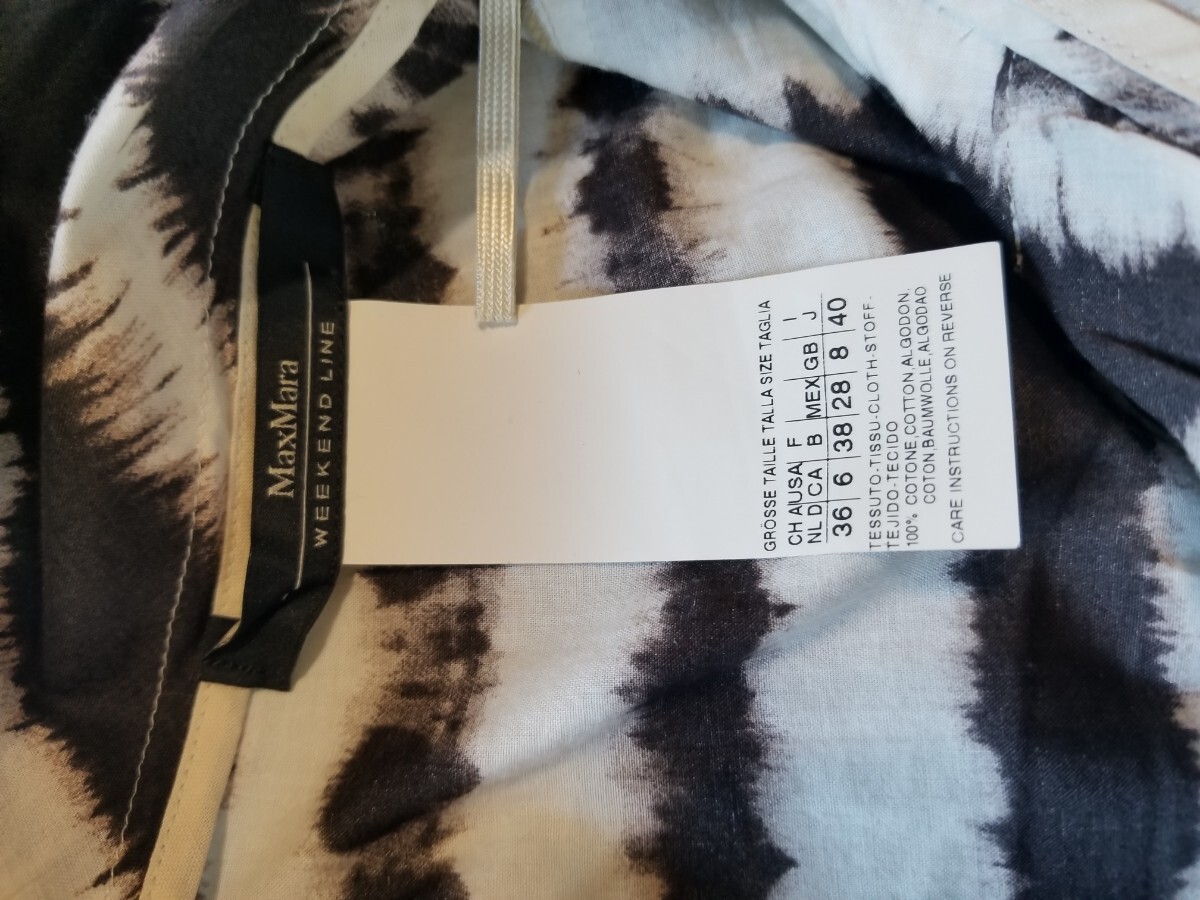 MaxMara
WEEKEND LINE
GRÖSSE TAILLE TALLA SIZE TAGLIA
CH AUSA F I
NL D CA B MEX GB J
36 6 38 28 8 40
TESSUTO-TISSU-CLOTH-STOFF.
TEJIDO-TECIDO
100% COTONE,COTTON,ALGODON,
COTON,BAUMWOLLE,ALGODAO
CARE INSTRUCTIONS ON REVERSE